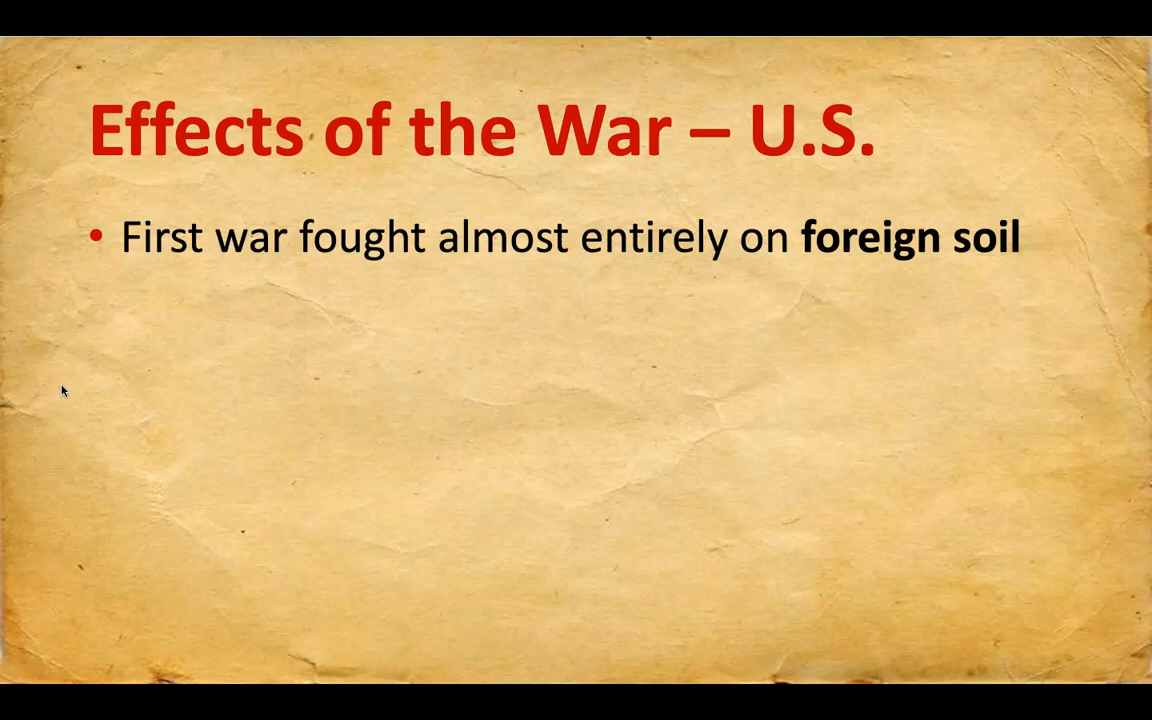 Effects of the War – U.S.
• First war fought almost entirely on foreign soil